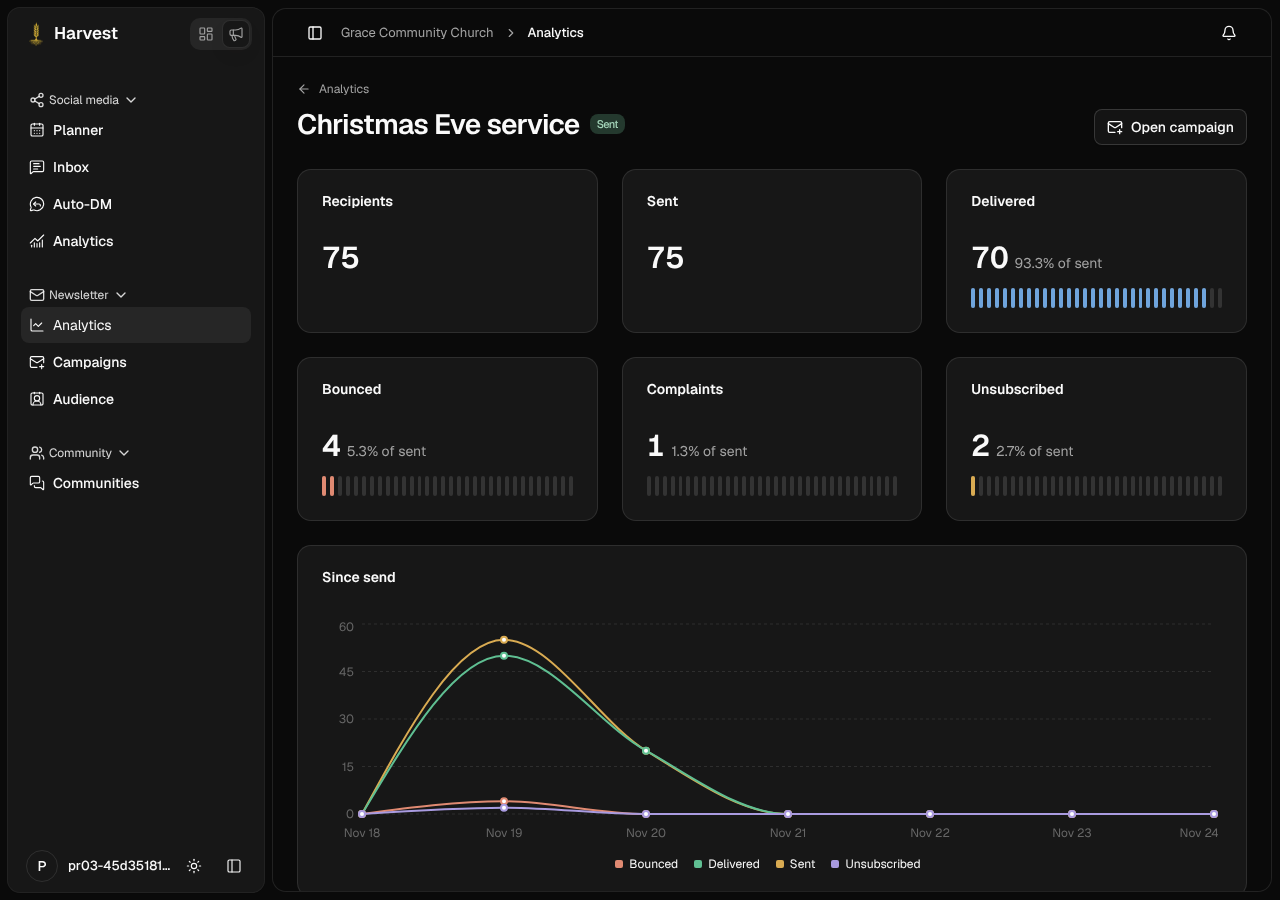 Harvest
Social media
Planner
Inbox
Auto-DM
Analytics
Newsletter
Analytics
Campaigns
Audience
Community
Communities
P
pr03-45d35181...
Grace Community Church
Analytics
Analytics
Christmas Eve service
Sent
Open campaign
Recipients
75
Sent
75
Delivered
70 93.3% of sent
Bounced
4 5.3% of sent
Complaints
1 1.3% of sent
Unsubscribed
2 2.7% of sent
Since send
60
45
30
15
0
Nov 18 Nov 19 Nov 20 Nov 21 Nov 22 Nov 23 Nov 24
Bounced Delivered Sent Unsubscribed